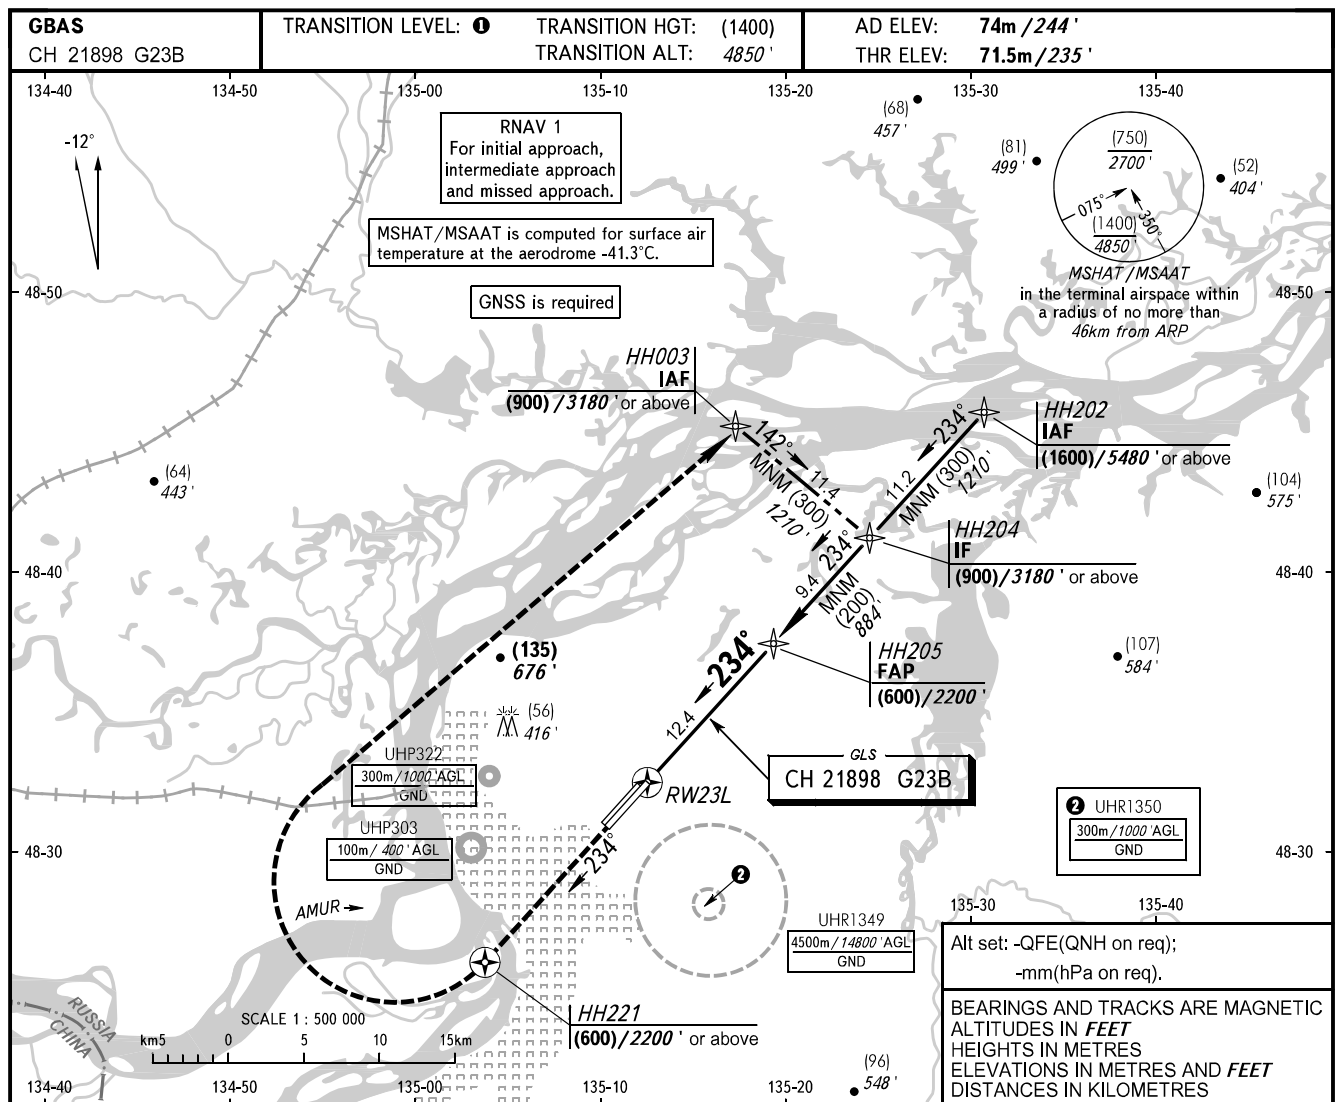 GBAS
CH 21898 G23B
TRANSITION LEVEL: ❶
TRANSITION HGT: (1400)
TRANSITION ALT: 4850 '
AD ELEV: 74m/244 '
THR ELEV: 71.5m/235 '
134-40 134-50 135-00 135-10 135-20 135-30 135-40
-12°
RNAV 1
For initial approach,
intermediate approach
and missed approach.
MSHAT/MSAAT is computed for surface air
temperature at the aerodrome -41.3°C.
GNSS is required
(68)
457 '
(81)
499 '
(52)
404 '
(750)
2700 '
075°
350°
(1400)
4850 '
MSHAT/MSAAT
in the terminal airspace within
a radius of no more than
46km from ARP
48-50 48-50
HH003
IAF
(900)/3180 ' or above
HH202
IAF
(1600)/5480 ' or above
142°
11.4
MNM (300)
1210 '
234°
11.2
MNM (300)
1210 '
(64)
443 '
(104)
575 '
HH204
IF
(900)/3180 ' or above
48-40 48-40
234°
9.4
MNM
(200)
884 '
HH205
FAP
(600)/2200 '
(107)
584 '
(135)
676 '
234°
12.4
(56)
416 '
GLS
CH 21898 G23B
UHP322
300m/1000 ' AGL
GND
RW23L
UHP303
100m/400 ' AGL
GND
❷ UHR1350
300m/1000 ' AGL
GND
48-30 48-30
234°
❷
AMUR
135-30 135-40
UHR1349
4500m/14800 ' AGL
GND
HH221
(600)/2200 ' or above
RUSSIA
CHINA
SCALE 1 : 500 000
km5 0 5 10 15km
(96)
548 '
134-40 134-50 135-00 135-10 135-20
Alt set: -QFE(QNH on req);
-mm(hPa on req).
BEARINGS AND TRACKS ARE MAGNETIC
ALTITUDES IN FEET
HEIGHTS IN METRES
ELEVATIONS IN METRES AND FEET
DISTANCES IN KILOMETRES